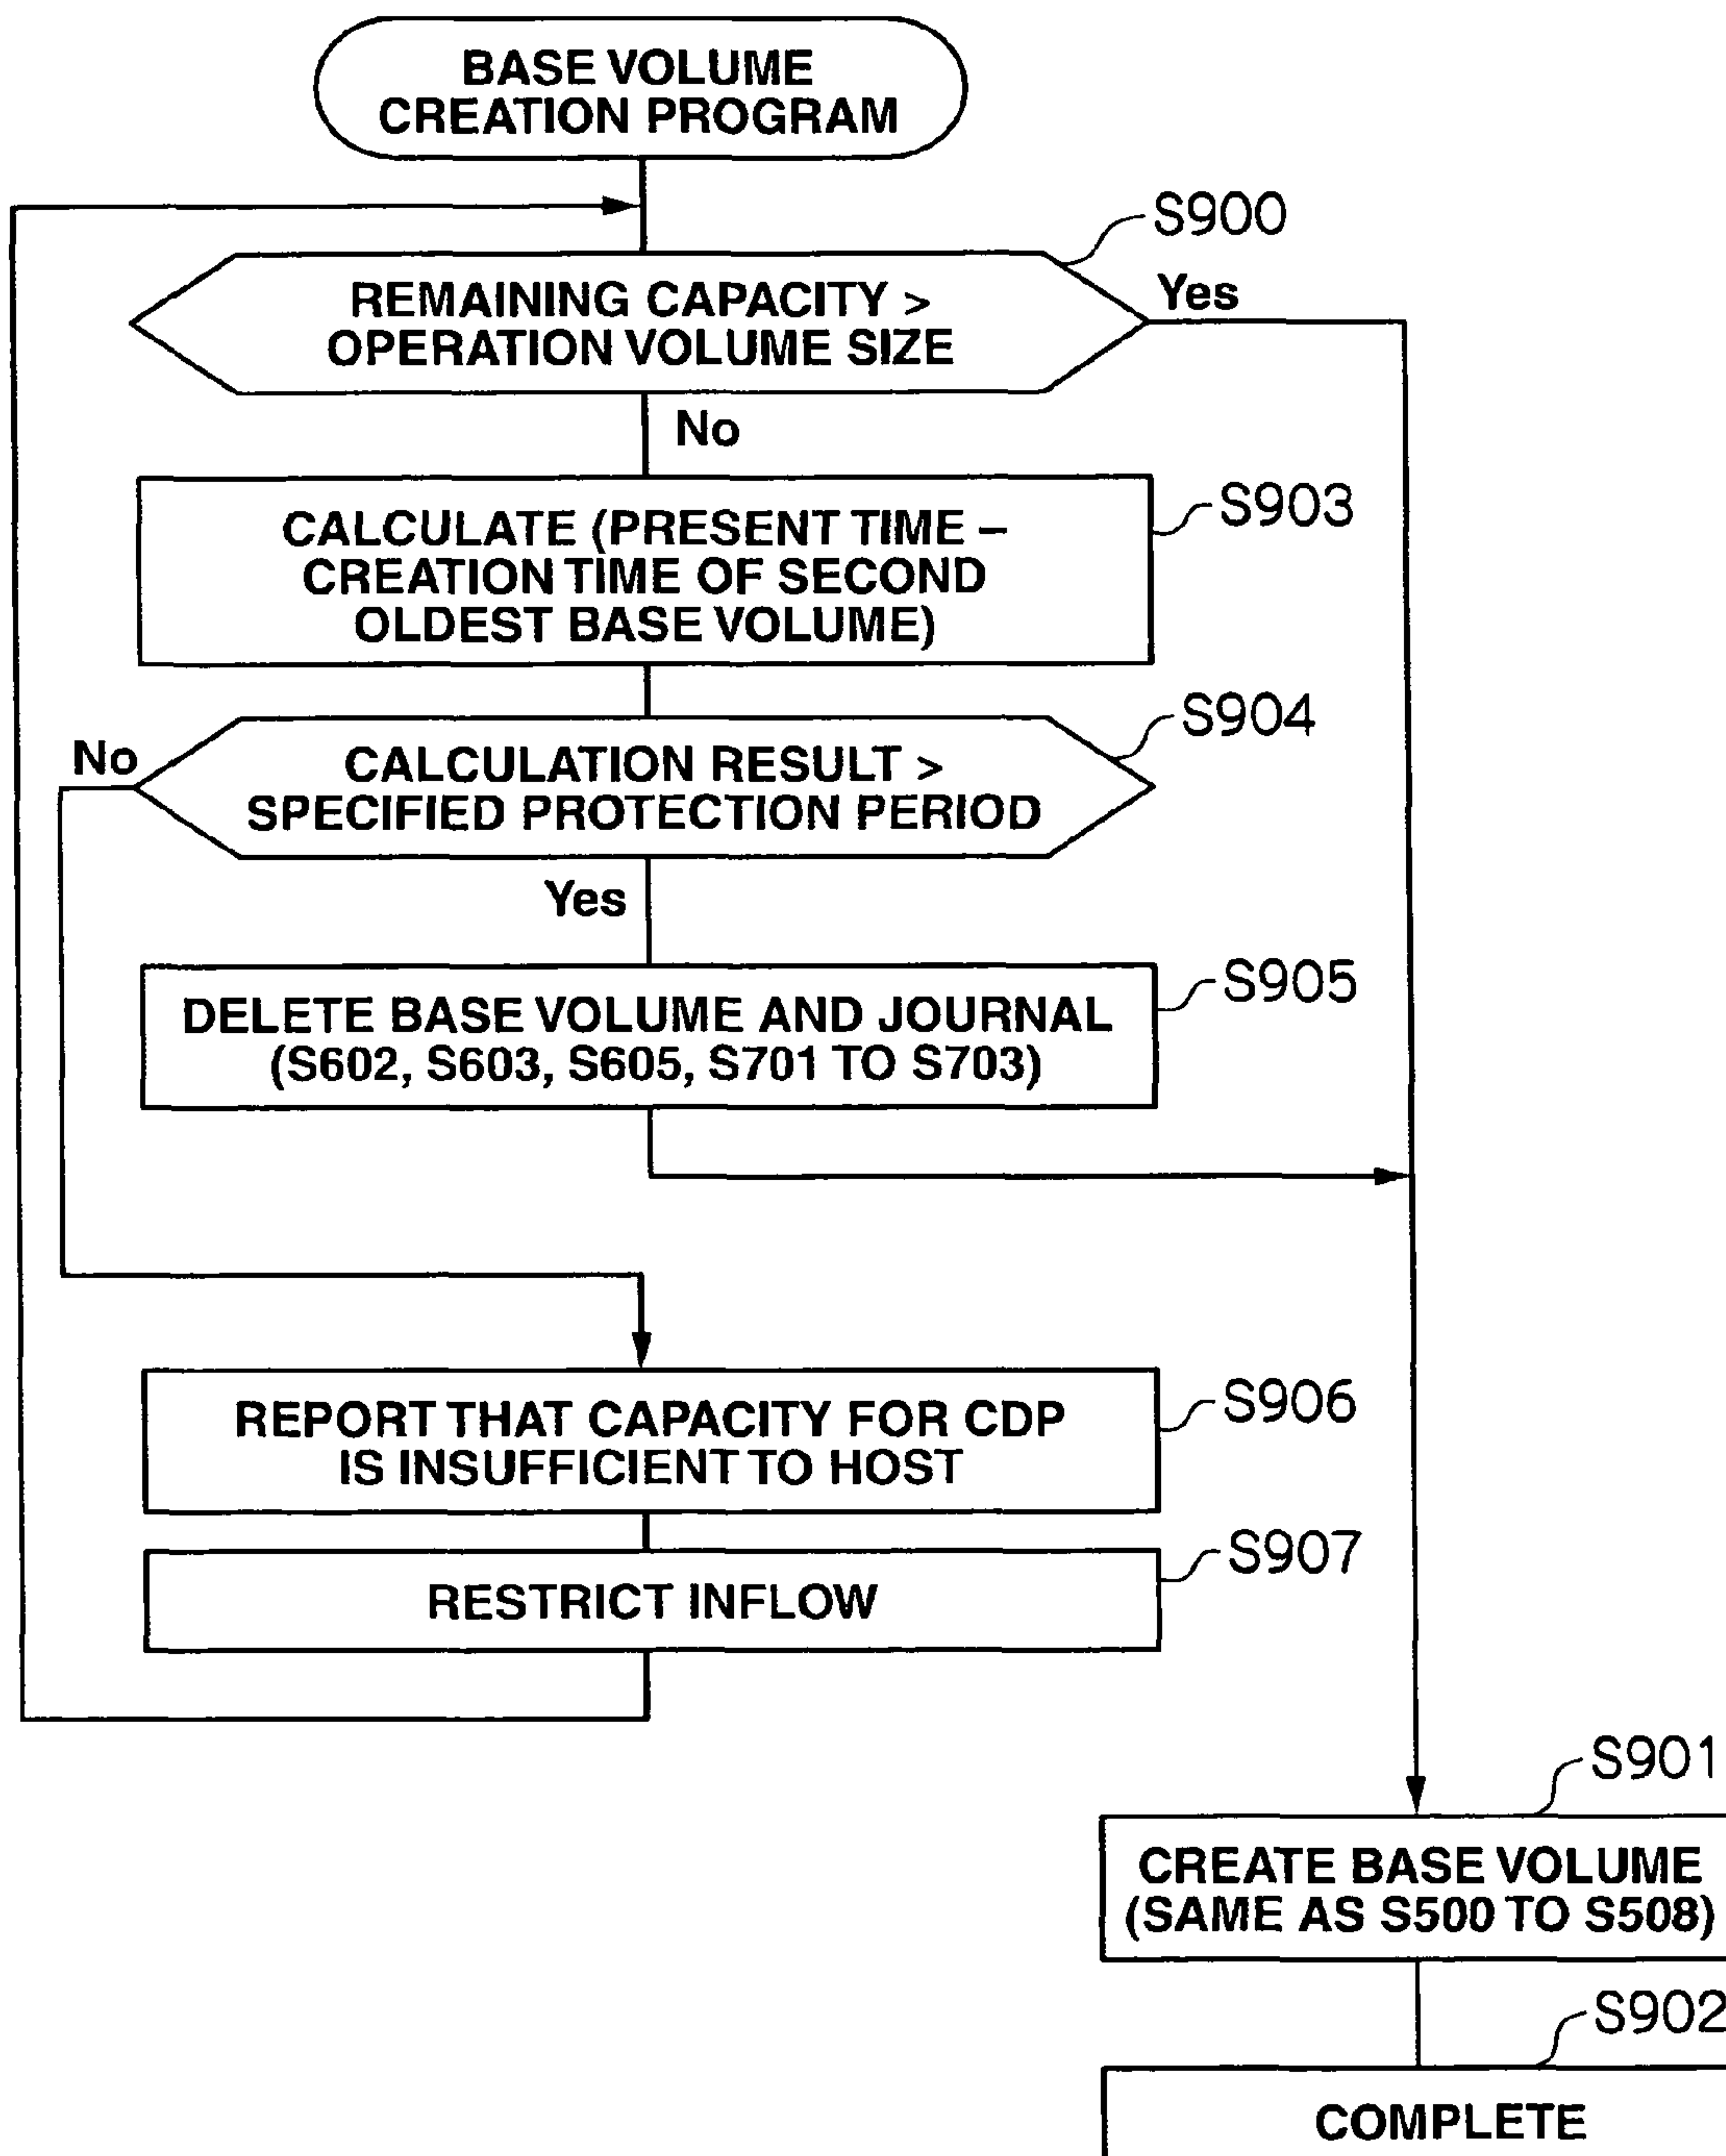 BASE VOLUME
CREATION PROGRAM
S900
REMAINING CAPACITY >
OPERATION VOLUME SIZE
Yes
No
S903
CALCULATE (PRESENT TIME –
CREATION TIME OF SECOND
OLDEST BASE VOLUME)
S904
No
CALCULATION RESULT >
SPECIFIED PROTECTION PERIOD
Yes
S905
DELETE BASE VOLUME AND JOURNAL
(S602, S603, S605, S701 TO S703)
S906
REPORT THAT CAPACITY FOR CDP
IS INSUFFICIENT TO HOST
S907
RESTRICT INFLOW
S901
CREATE BASE VOLUME
(SAME AS S500 TO S508)
S902
COMPLETE